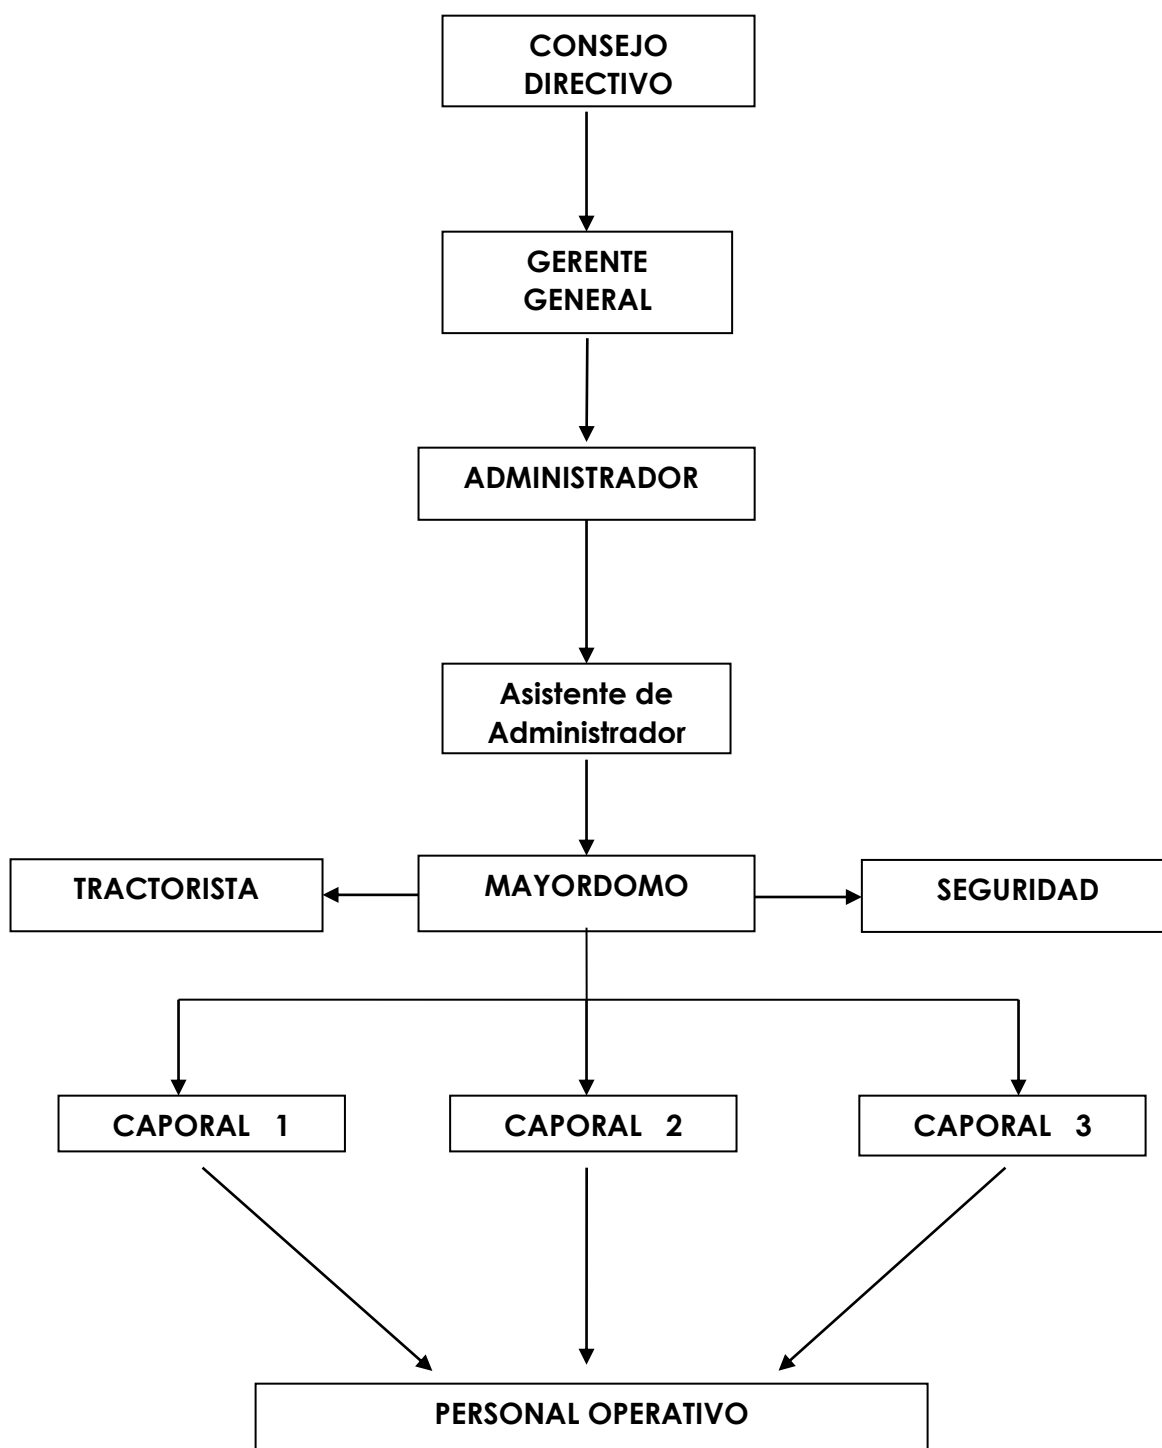 CONSEJO
DIRECTIVO
GERENTE
GENERAL
ADMINISTRADOR
Asistente de
Administrador
TRACTORISTA
MAYORDOMO
SEGURIDAD
CAPORAL 1
CAPORAL 2
CAPORAL 3
PERSONAL OPERATIVO